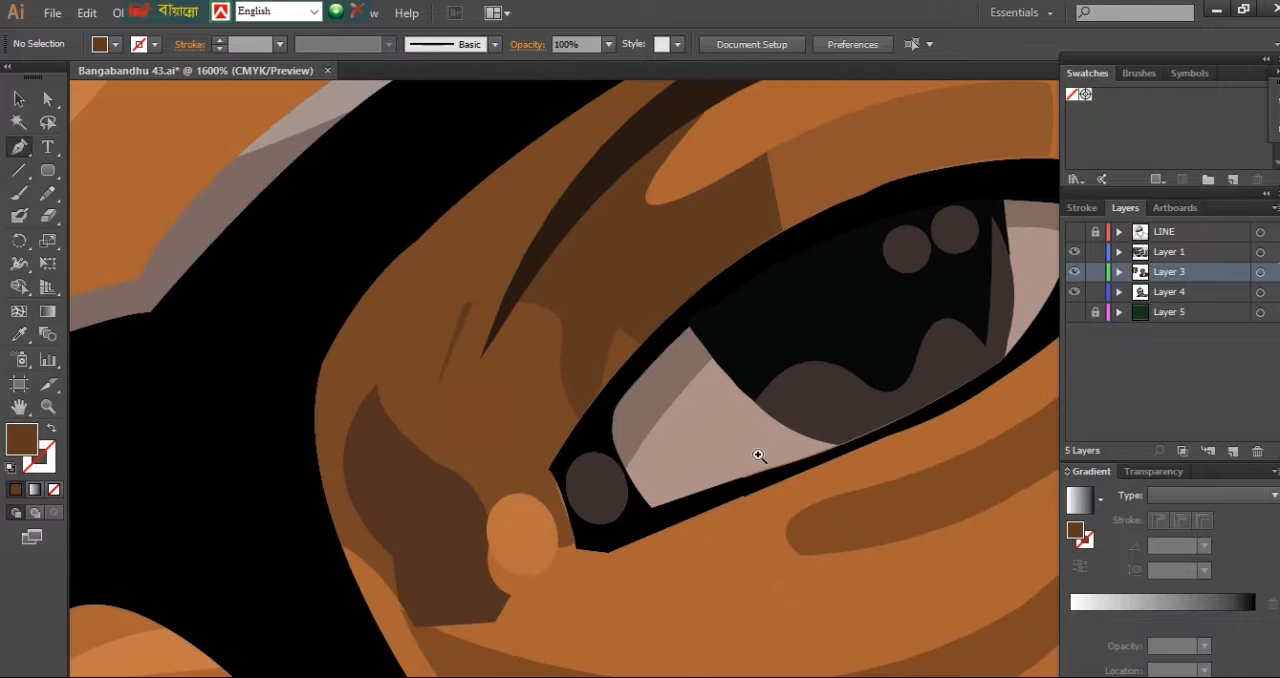 Ai File Edit বাঁয়ান্নো English w Help Br Essentials
No Selection Stroke: Basic Opacity: 100% Style: Document Setup Preferences
Bangabandhu 43.ai* @ 1600% (CMYK/Preview) ×
Swatches Brushes Symbols
Stroke Layers Artboards
LINE
Layer 1
Layer 3
Layer 4
Layer 5
5 Layers
Gradient Transparency
Type:
Stroke:
Opacity:
Location: